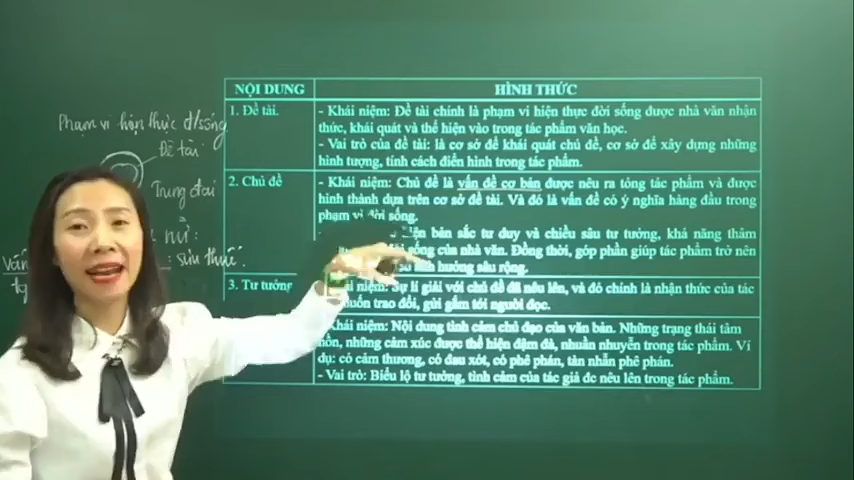 NỘI DUNG
HÌNH THỨC
1. Đề tài.
- Khái niệm: Đề tài chính là phạm vi hiện thực đời sống được nhà văn nhận
thức, khái quát và thể hiện vào trong tác phẩm văn học.
- Vai trò của đề tài: là cơ sở để khái quát chủ đề, cơ sở để xây dựng những
hình tượng, tính cách điển hình trong tác phẩm.
2. Chủ đề
- Khái niệm: Chủ đề là vấn đề cơ bản được nêu ra tỏng tác phẩm và được
hình thành dựa trên cơ sở đề tài. Và đó là vấn đề có ý nghĩa hàng đầu trong
phạm vi đời sống.
bản sắc tư duy và chiều sâu tư tưởng, khả năng thâm
sống của nhà văn. Đồng thời, góp phần giúp tác phẩm trở nên
hưởng sâu rộng.
3. Tư tưởng
niệm: Sự lí giải với chủ đề đã nêu lên, và đó chính là nhận thức của tác
muốn trao đổi, gửi gắm tới người đọc.
Khái niệm: Nội dung tình cảm chủ đạo của văn bản. Những trạng thái tâm
hồn, những cảm xúc được thể hiện đậm đà, nhuần nhuyễn trong tác phẩm. Ví
dụ: có cảm thương, có đau xót, có phê phán, tàn nhẫn phê phán.
- Vai trò: Biểu lộ tư tưởng, tình cảm của tác giả đc nêu lên trong tác phẩm.
Phạm vi hiện thực đ/sống
Đề tài
Trung đại
nữ: